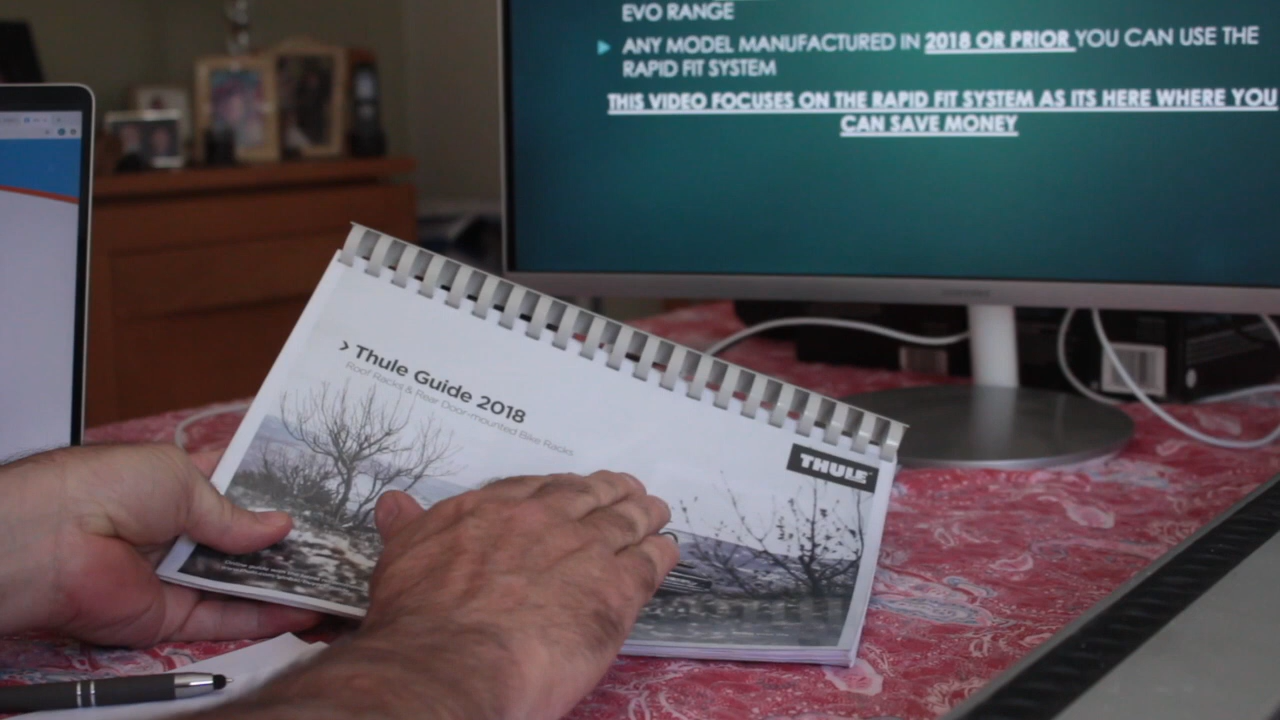 EVO RANGE
ANY MODEL MANUFACTURED IN 2018 OR PRIOR YOU CAN USE THE
RAPID FIT SYSTEM
THIS VIDEO FOCUSES ON THE RAPID FIT SYSTEM AS ITS HERE WHERE YOU
CAN SAVE MONEY
› Thule Guide 2018
Roof Racks & Rear Door-mounted Bike Racks
THULE